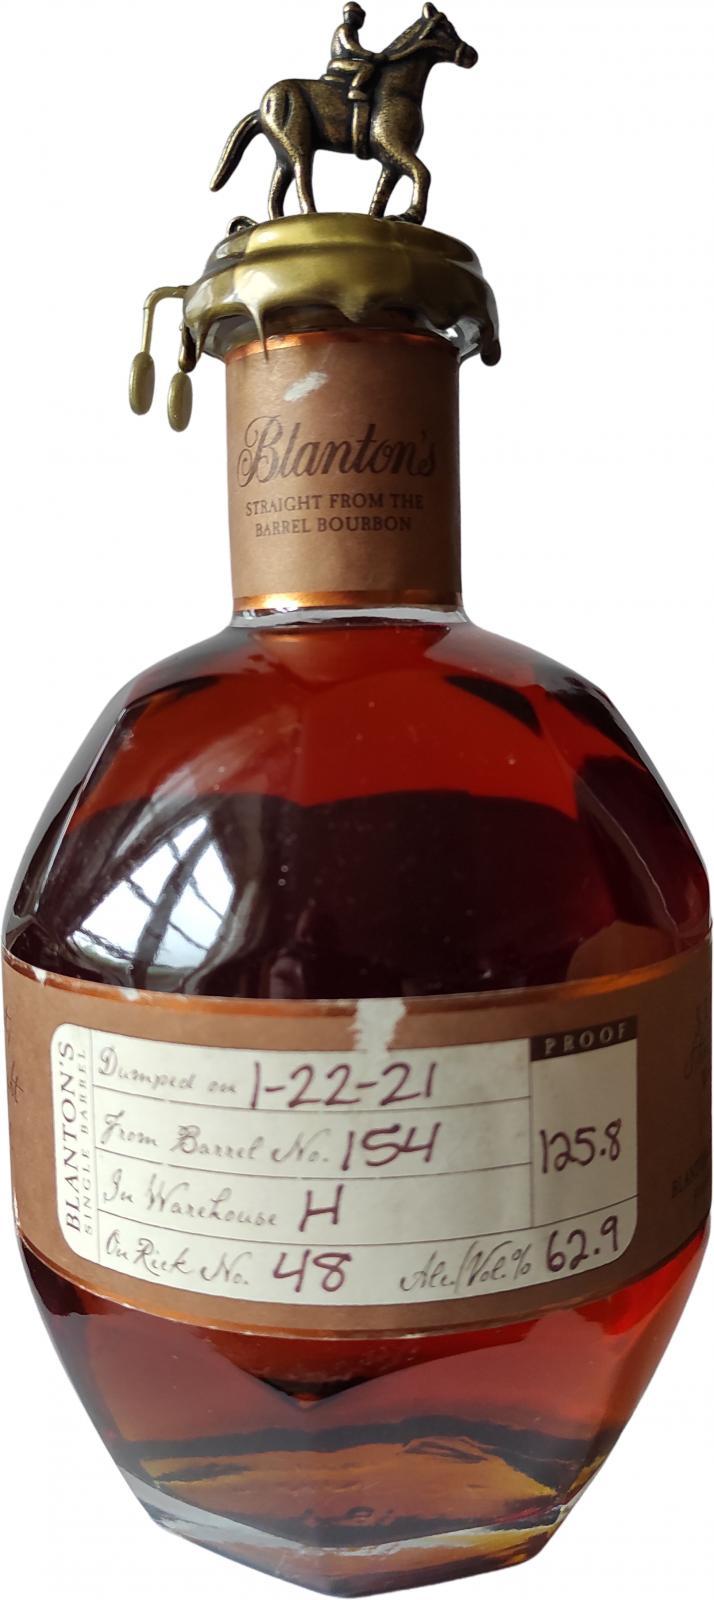 Blanton's
STRAIGHT FROM THE
BARREL BOURBON
BLANTON'S
SINGLE BARREL
Dumped on 1-22-21
From Barrel No. 154
In Warehouse H
On Rick No. 48
PROOF
125.8
Alc./Vol.% 62.9